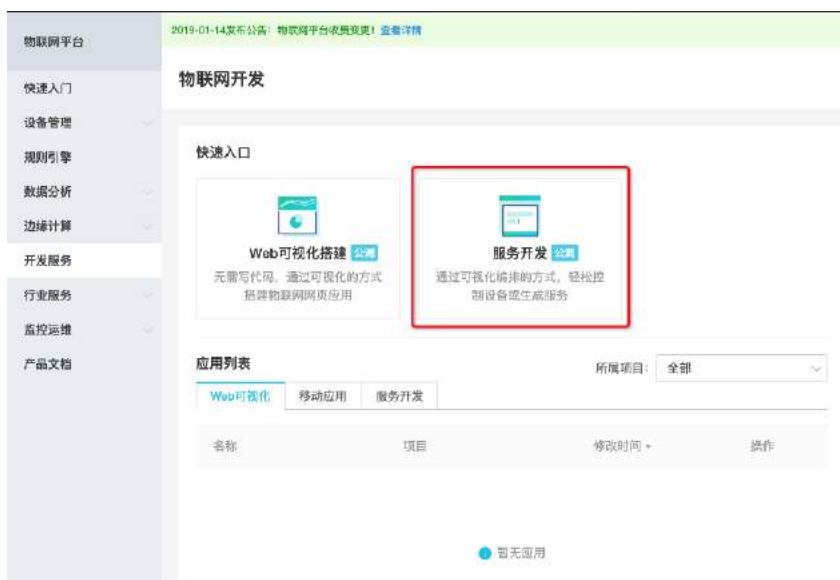 物联网平台
2019-01-14发布公告：物联网平台收费变更！查看详情
快速入门
设备管理
规则引擎
数据分析
边缘计算
开发服务
行业服务
监控运维
产品文档
物联网开发
快速入口
Web可视化搭建 公测
无需写代码，通过可视化的方式
搭建物联网网页应用
服务开发 公测
通过可视化编排的方式，轻松控
制设备或生成服务
应用列表
所属项目： 全部
Web可视化 移动应用 服务开发
名称 项目 修改时间 操作
暂无应用